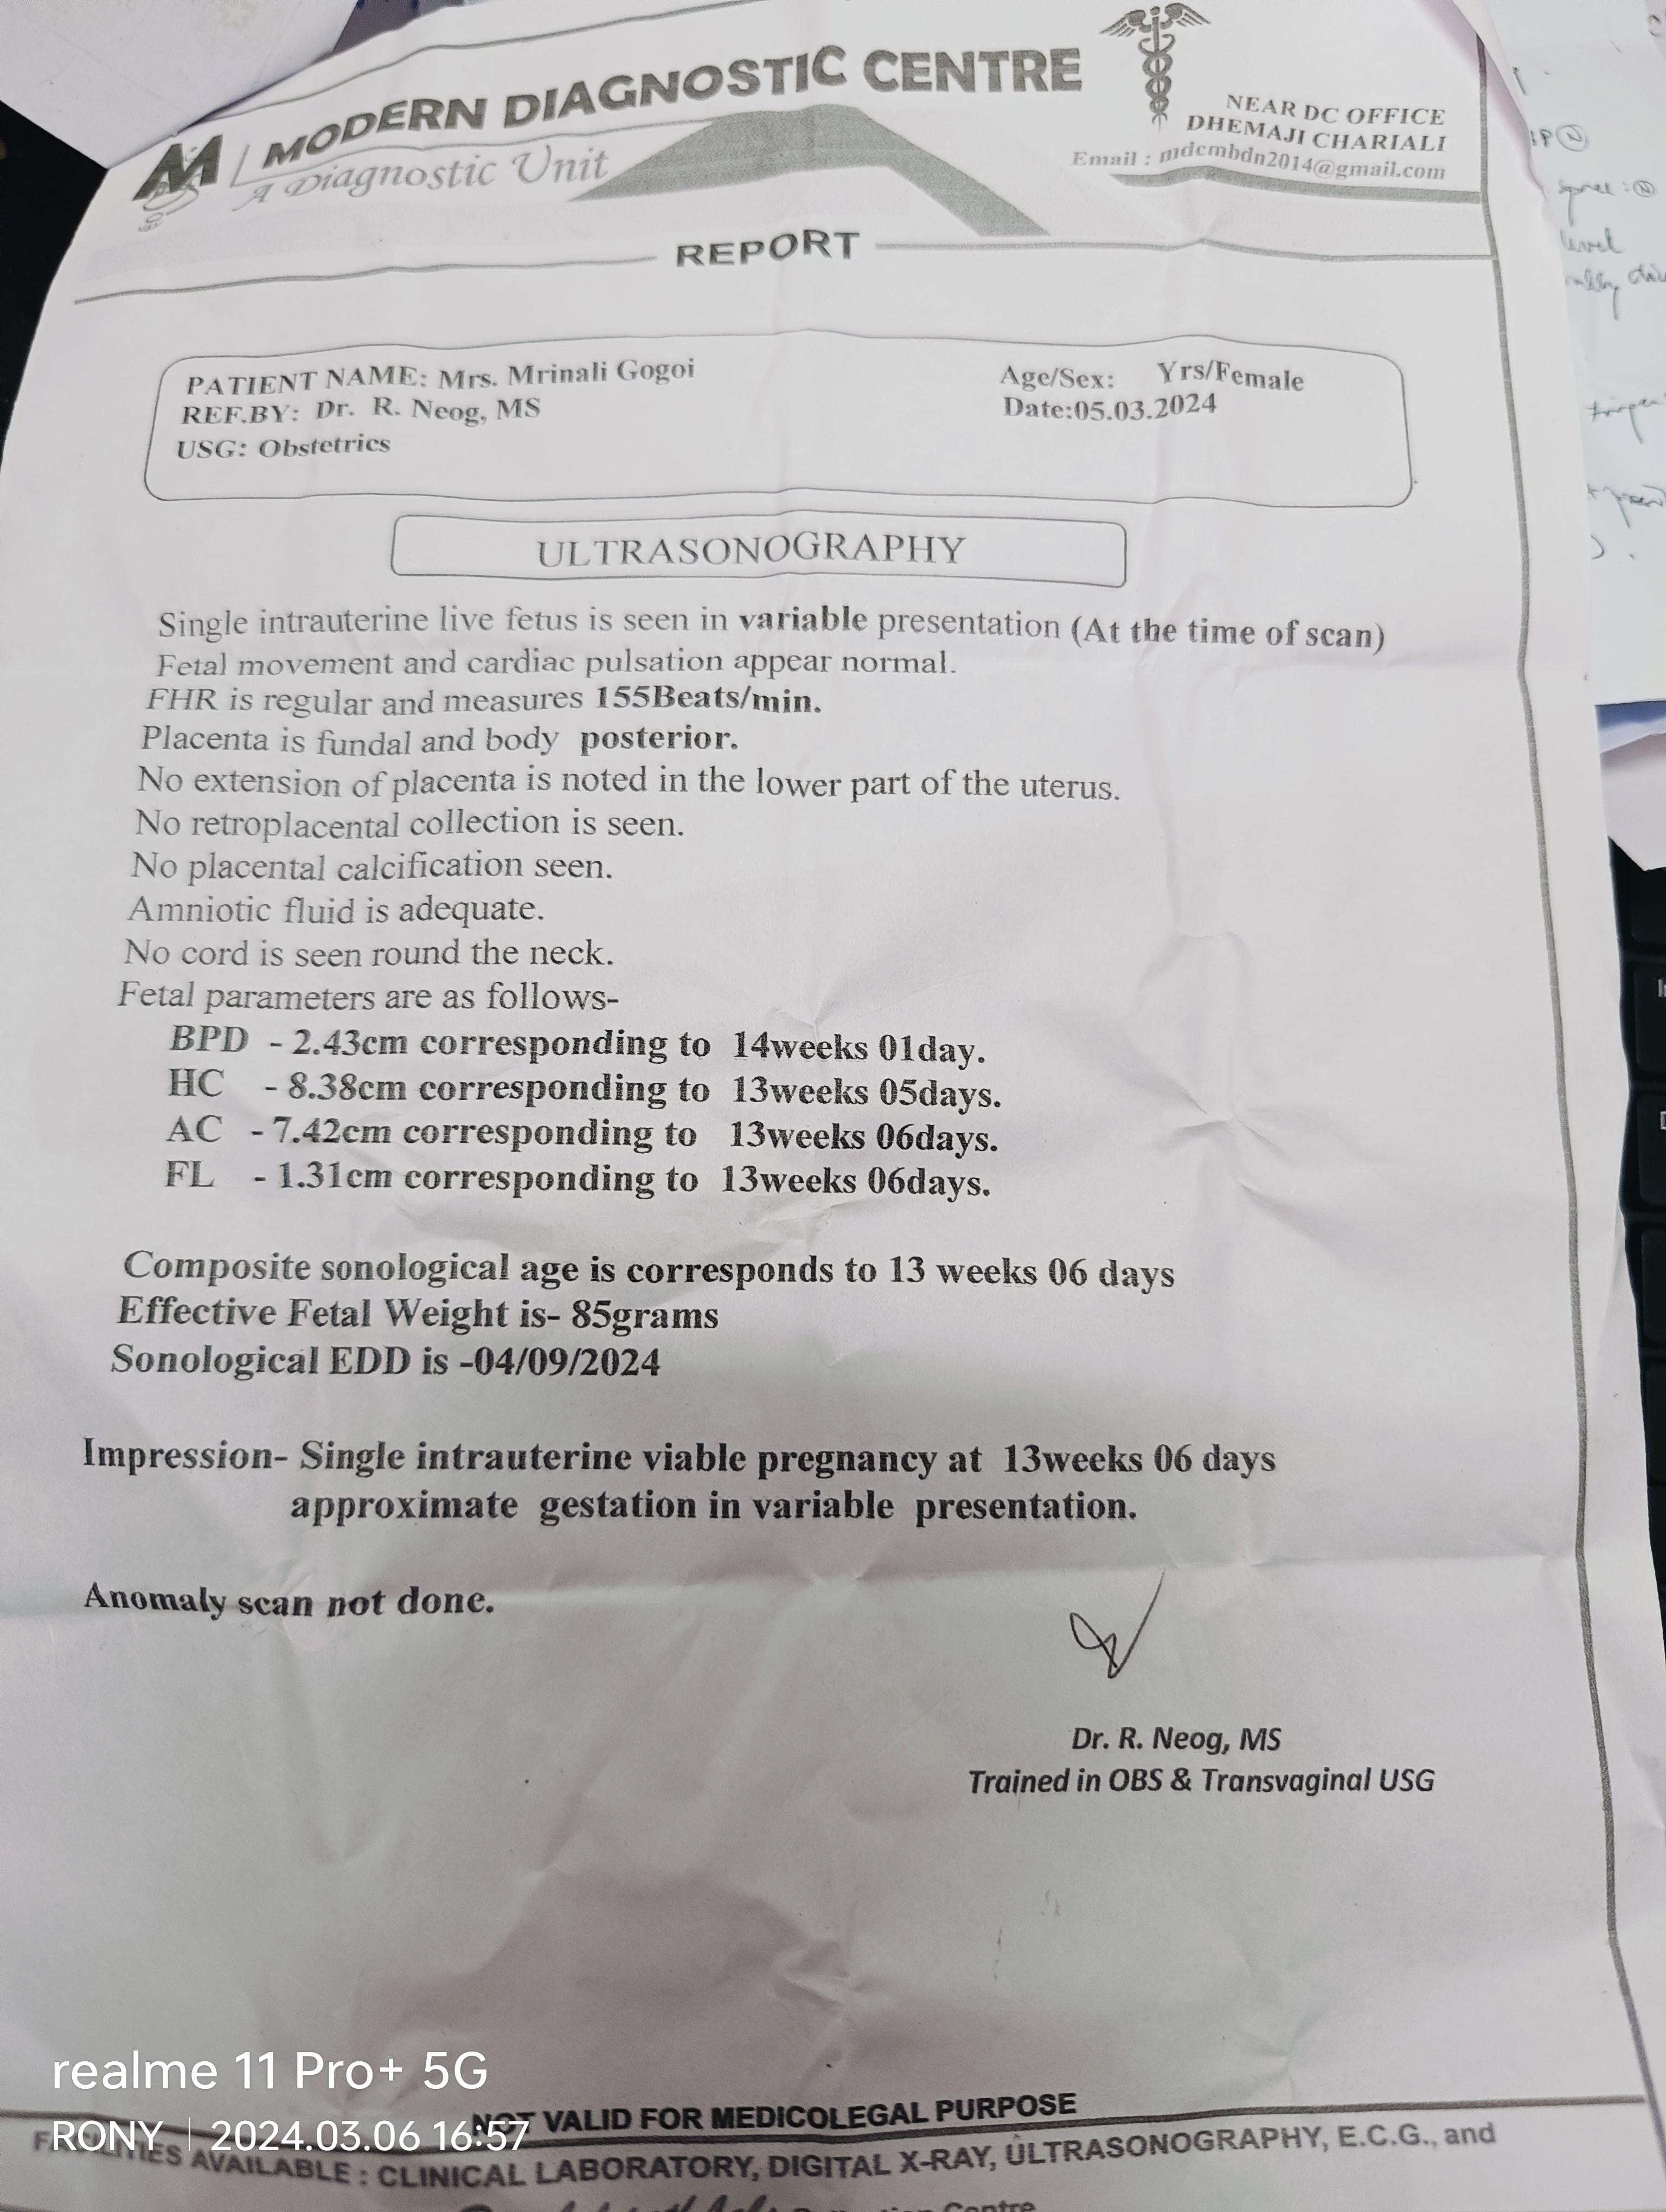 MODERN DIAGNOSTIC CENTRE
A Diagnostic Unit
NEAR DC OFFICE
DHEMAJI CHARIALI
Email : mdcmbdn2014@gmail.com
REPORT
PATIENT NAME: Mrs. Mrinali Gogoi
Age/Sex: Yrs/Female
REF.BY: Dr. R. Neog, MS
Date:05.03.2024
USG: Obstetrics
ULTRASONOGRAPHY
Single intrauterine live fetus is seen in variable presentation (At the time of scan)
Fetal movement and cardiac pulsation appear normal.
FHR is regular and measures 155Beats/min.
Placenta is fundal and body posterior.
No extension of placenta is noted in the lower part of the uterus.
No retroplacental collection is seen.
No placental calcification seen.
Amniotic fluid is adequate.
No cord is seen round the neck.
Fetal parameters are as follows-
BPD - 2.43cm corresponding to 14weeks 01day.
HC - 8.38cm corresponding to 13weeks 05days.
AC - 7.42cm corresponding to 13weeks 06days.
FL - 1.31cm corresponding to 13weeks 06days.
Composite sonological age is corresponds to 13 weeks 06 days
Effective Fetal Weight is- 85grams
Sonological EDD is -04/09/2024
Impression- Single intrauterine viable pregnancy at 13weeks 06 days
approximate gestation in variable presentation.
Anomaly scan not done.
Dr. R. Neog, MS
Trained in OBS & Transvaginal USG
realme 11 Pro+ 5G
RONY | 2024.03.06 16:57
NOT VALID FOR MEDICOLEGAL PURPOSE
FACILITIES AVAILABLE : CLINICAL LABORATORY, DIGITAL X-RAY, ULTRASONOGRAPHY, E.C.G., and
Centre
level